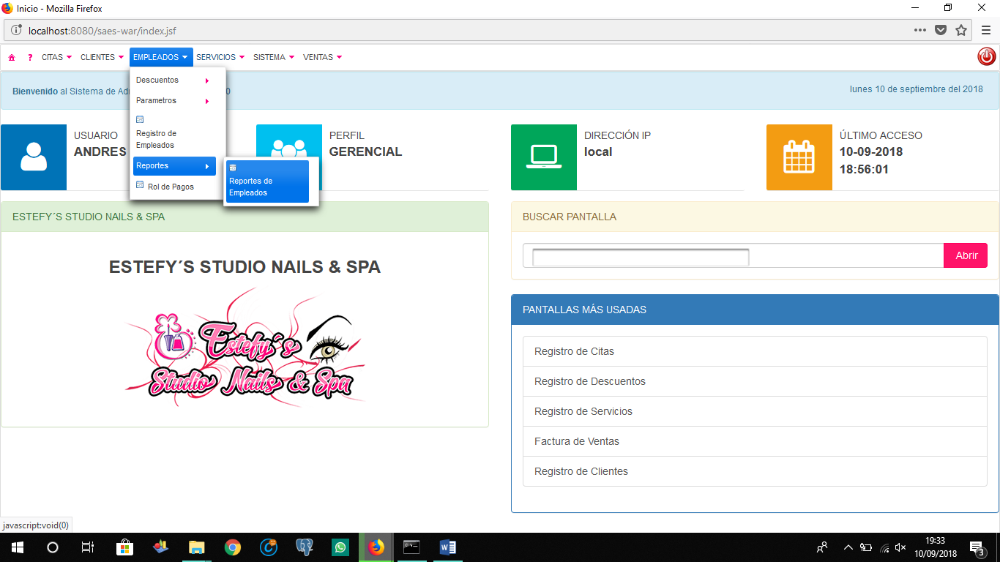 Inicio - Mozilla Firefox
localhost:8080/saes-war/index.jsf
? CITAS CLIENTES EMPLEADOS SERVICIOS SISTEMA VENTAS
Bienvenido al Sistema de Adm 0
lunes 10 de septiembre del 2018
Descuentos
Parametros
Registro de
Empleados
Reportes
Rol de Pagos
Reportes de
Empleados
USUARIO
ANDRES
PERFIL
GERENCIAL
DIRECCIÓN IP
local
ÚLTIMO ACCESO
10-09-2018
18:56:01
ESTEFY´S STUDIO NAILS & SPA
ESTEFY´S STUDIO NAILS & SPA
Estefy´s
Studio Nails & Spa
BUSCAR PANTALLA
Abrir
PANTALLAS MÁS USADAS
Registro de Citas
Registro de Descuentos
Registro de Servicios
Factura de Ventas
Registro de Clientes
javascript:void(0)
19:33
10/09/2018
3